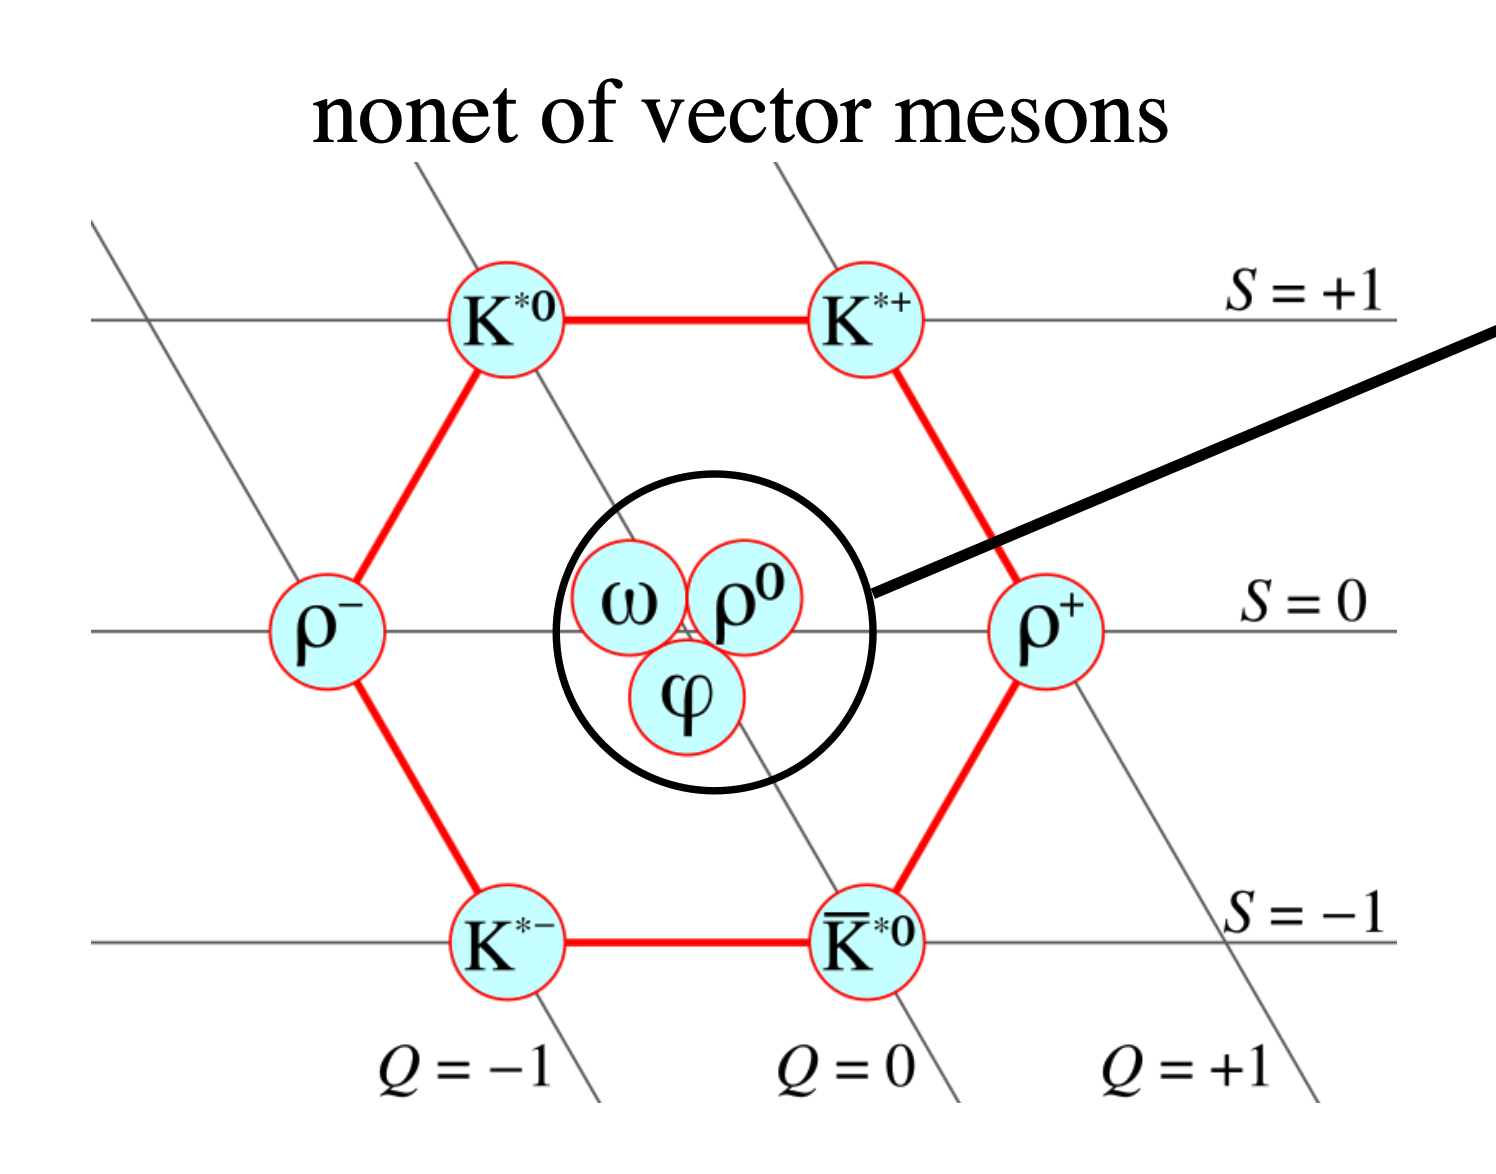 nonet of vector mesons
K*⁰ K*⁺ S = +1
ω ρ⁰
ρ⁻ ρ⁺ S = 0
φ
K*⁻ K̅*⁰ S = −1
Q = −1 Q = 0 Q = +1